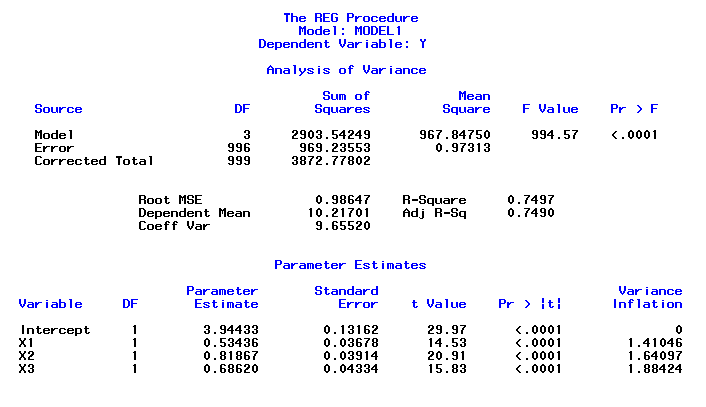 The REG Procedure
Model: MODEL1
Dependent Variable: Y
Analysis of Variance
Sum of Mean
Source DF Squares Square F Value Pr > F
Model 3 2903.54249 967.84750 994.57 <.0001
Error 996 969.23553 0.97313
Corrected Total 999 3872.77802
Root MSE 0.98647 R-Square 0.7497
Dependent Mean 10.21701 Adj R-Sq 0.7490
Coeff Var 9.65520
Parameter Estimates
Parameter Standard Variance
Variable DF Estimate Error t Value Pr > |t| Inflation
Intercept 1 3.94433 0.13162 29.97 <.0001 0
X1 1 0.53436 0.03678 14.53 <.0001 1.41046
X2 1 0.81867 0.03914 20.91 <.0001 1.64097
X3 1 0.68620 0.04334 15.83 <.0001 1.88424